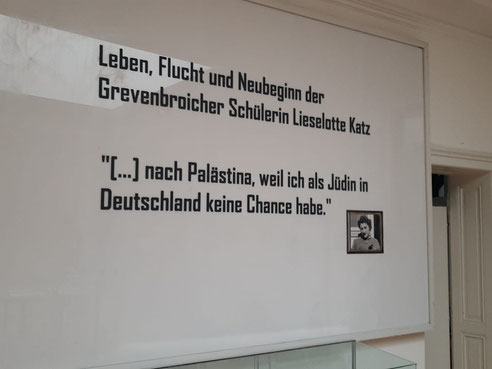 Leben, Flucht und Neubeginn der
Grevenbroicher Schülerin Lieselotte Katz
"[...] nach Palästina, weil ich als Jüdin in
Deutschland keine Chance habe."